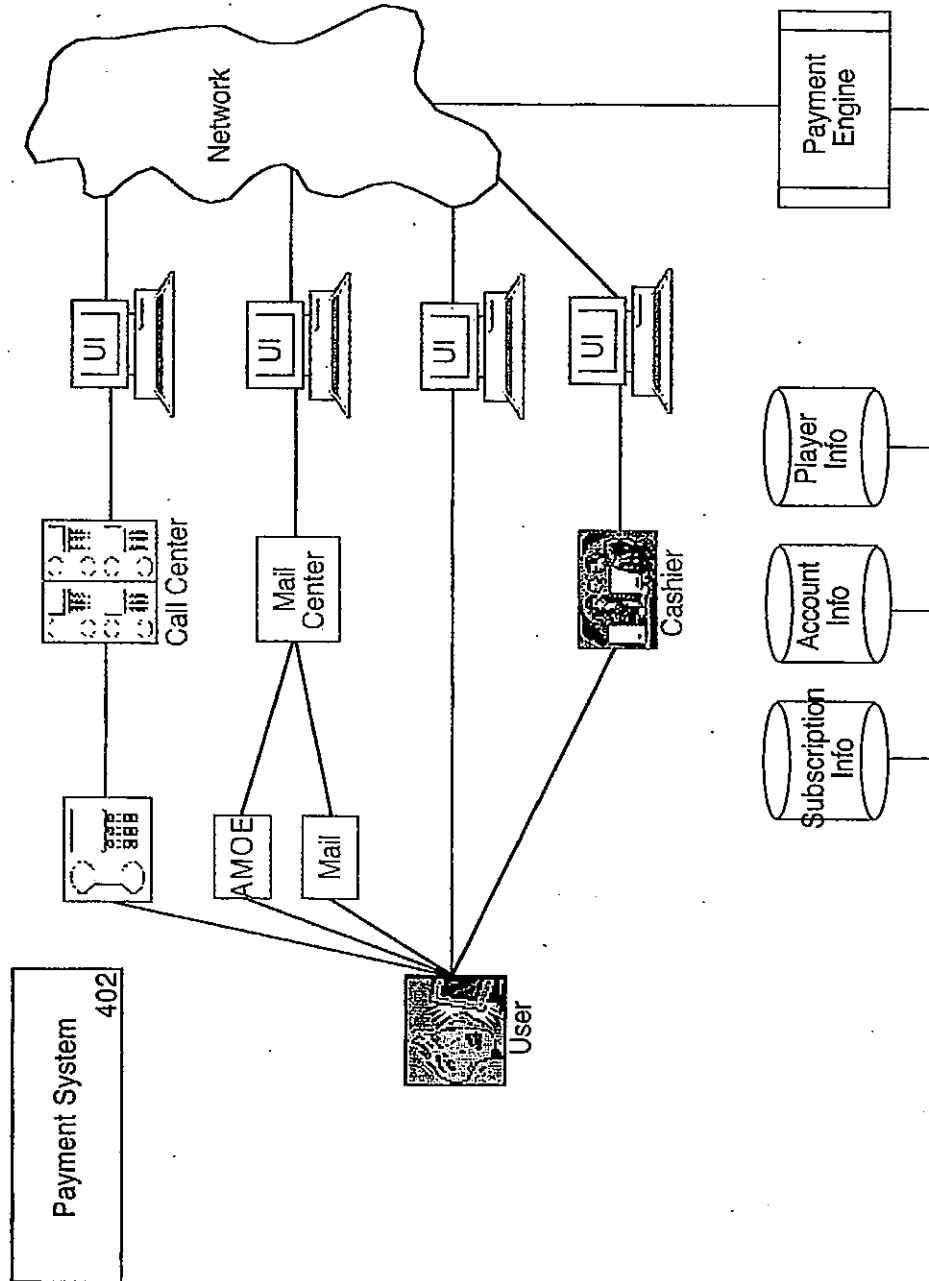 Payment System
402
User
AMOE
Mail
Call Center
Mail
Center
Cashier
UI
UI
UI
UI
Network
Subscription
Info
Account
Info
Player
Info
Payment
Engine